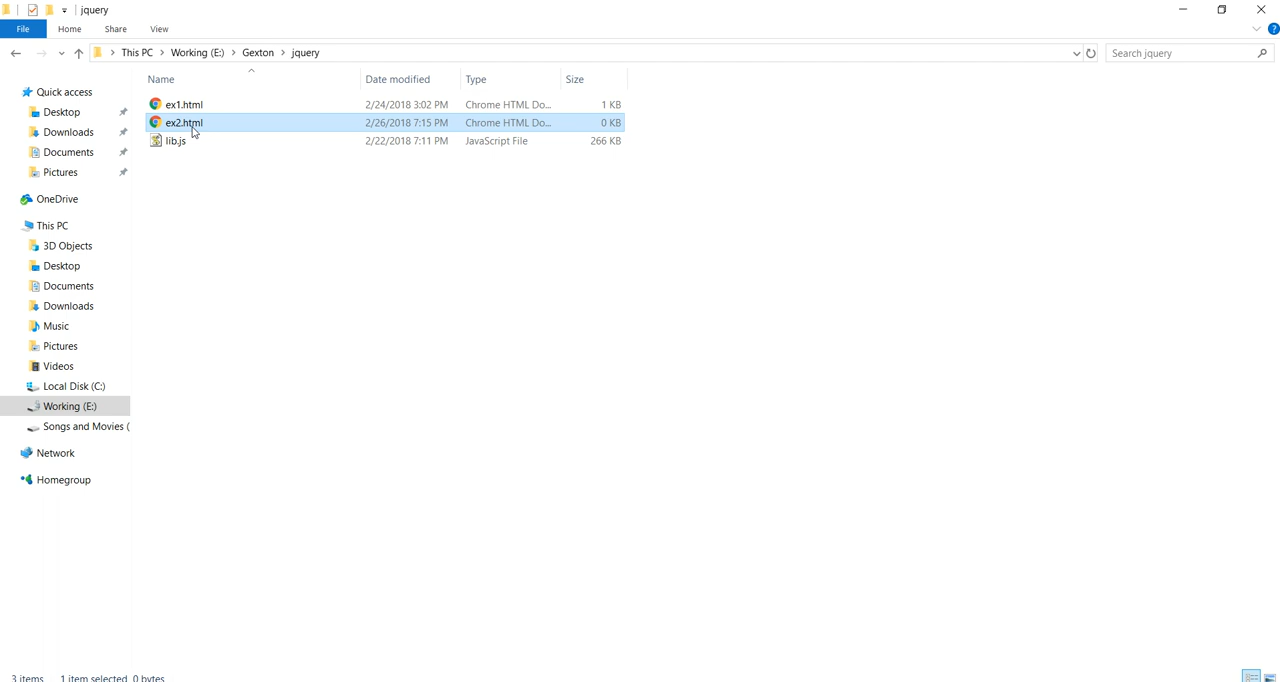 jquery
File Home Share View
This PC Working (E:) Gexton jquery Search jquery
Name Date modified Type Size
ex1.html 2/24/2018 3:02 PM Chrome HTML Do... 1 KB
ex2.html 2/26/2018 7:15 PM Chrome HTML Do... 0 KB
lib.js 2/22/2018 7:11 PM JavaScript File 266 KB
Quick access
Desktop
Downloads
Documents
Pictures
OneDrive
This PC
3D Objects
Desktop
Documents
Downloads
Music
Pictures
Videos
Local Disk (C:)
Working (E:)
Songs and Movies (
Network
Homegroup
3 items 1 item selected 0 bytes